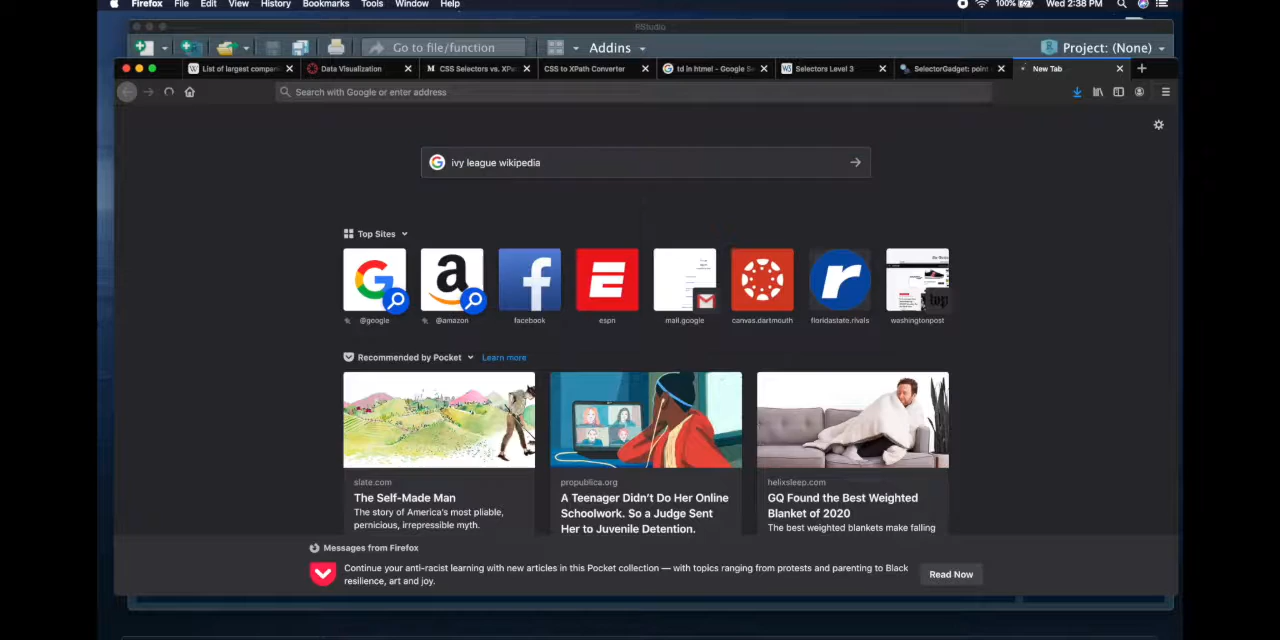 Firefox File Edit View History Bookmarks Tools Window Help 100% Wed 2:38 PM
RStudio
Go to file/function Addins Project: (None)
List of largest compan Data Visualization CSS Selectors vs. XPa CSS to XPath Converter td in html - Google Se Selectors Level 3 SelectorGadget: point New Tab
Search with Google or enter address
ivy league wikipedia
Top Sites
@google @amazon facebook espn mail.google canvas.dartmouth floridastate.rivals washingtonpost
Recommended by Pocket Learn more
slate.com
The Self-Made Man
The story of America's most pliable,
pernicious, irrepressible myth.
propublica.org
A Teenager Didn't Do Her Online
Schoolwork. So a Judge Sent
Her to Juvenile Detention.
helixsleep.com
GQ Found the Best Weighted
Blanket of 2020
The best weighted blankets make falling
Messages from Firefox
Continue your anti-racist learning with new articles in this Pocket collection — with topics ranging from protests and parenting to Black
resilience, art and joy.
Read Now